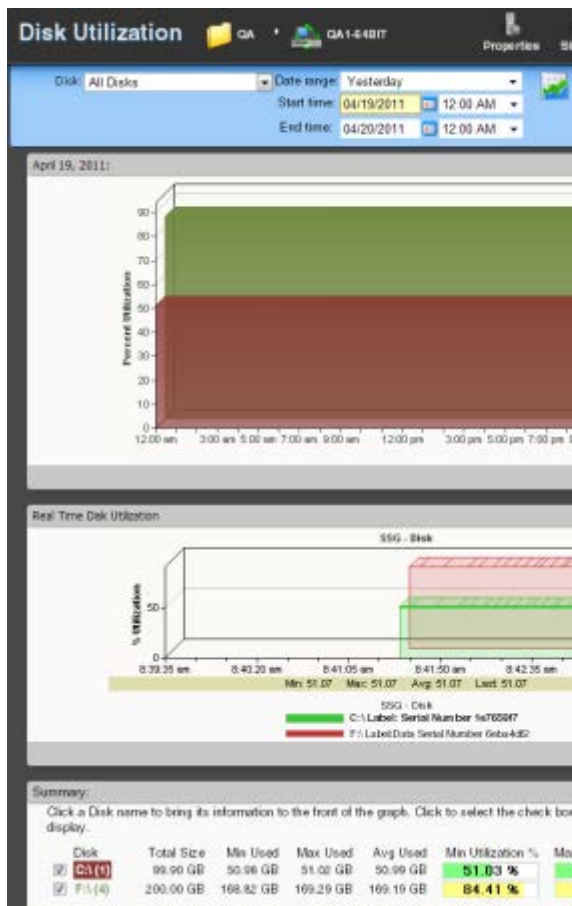 Disk Utilization QA QA1-64BIT
Properties
Disk: All Disks Date range: Yesterday
Start time: 04/19/2011 12:00 AM
End time: 04/20/2011 12:00 AM
April 19, 2011:
Percent Utilization
90
80
70
60
50
40
30
20
10
0
12:00 am 3:00 am 5:00 am 7:00 am 9:00 am 12:00 pm 3:00 pm 5:00 pm 7:00 pm
Real Time Disk Utilization
SSG - Disk
% Utilization
50
0
8:39:35 am 8:40:20 am 8:41:05 am 8:41:50 am 8:42:35 am
Min: 51.07 Max: 51.07 Avg: 51.07 Last: 51.07
SSG - Disk
C:\ Label: Serial Number
F:\ Label:Data Serial Number
Summary:
Click a Disk name to bring its information to the front of the graph. Click to select the check
display.
Disk Total Size Min Used Max Used Avg Used Min Utilization %
C:\ (1) 99.90 GB 50.98 GB 51.02 GB 50.99 GB 51.03 %
F:\ (4) 200.00 GB 168.82 GB 169.29 GB 169.19 GB 84.41 %